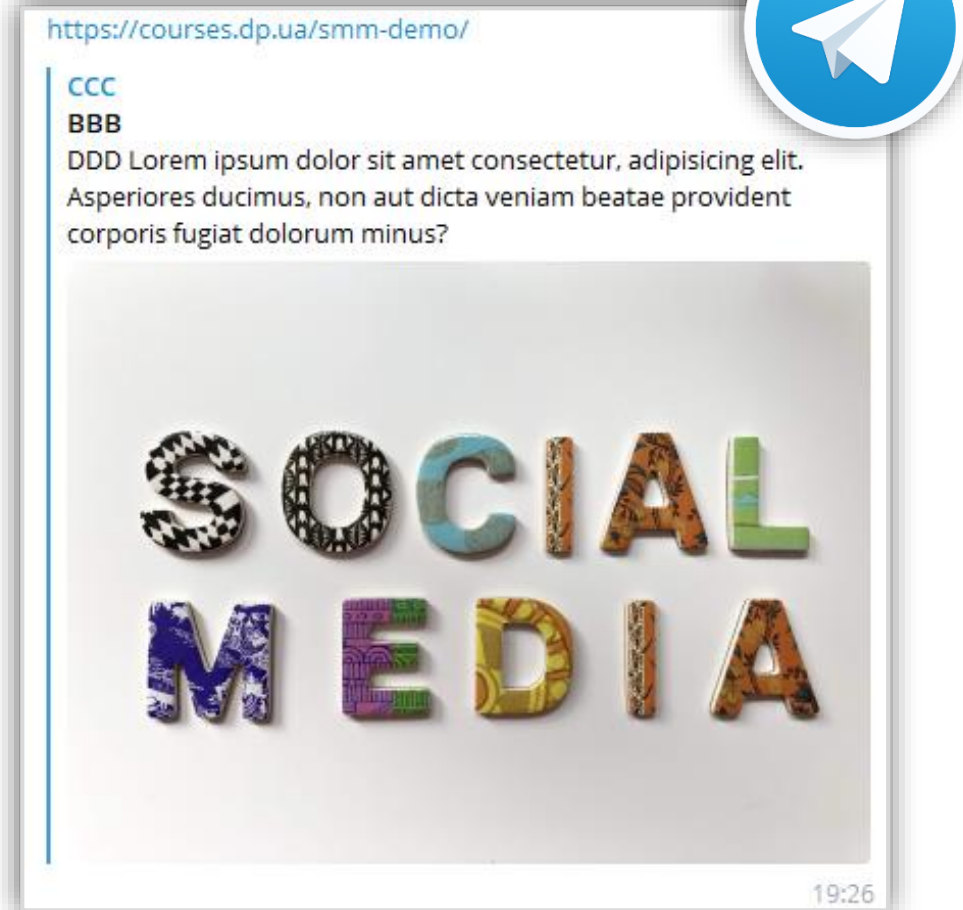 https://courses.dp.ua/smm-demo/
CCC
BBB
DDD Lorem ipsum dolor sit amet consectetur, adipisicing elit.
Asperiores ducimus, non aut dicta veniam beatae provident
corporis fugiat dolorum minus?
SOCIAL
MEDIA
19:26